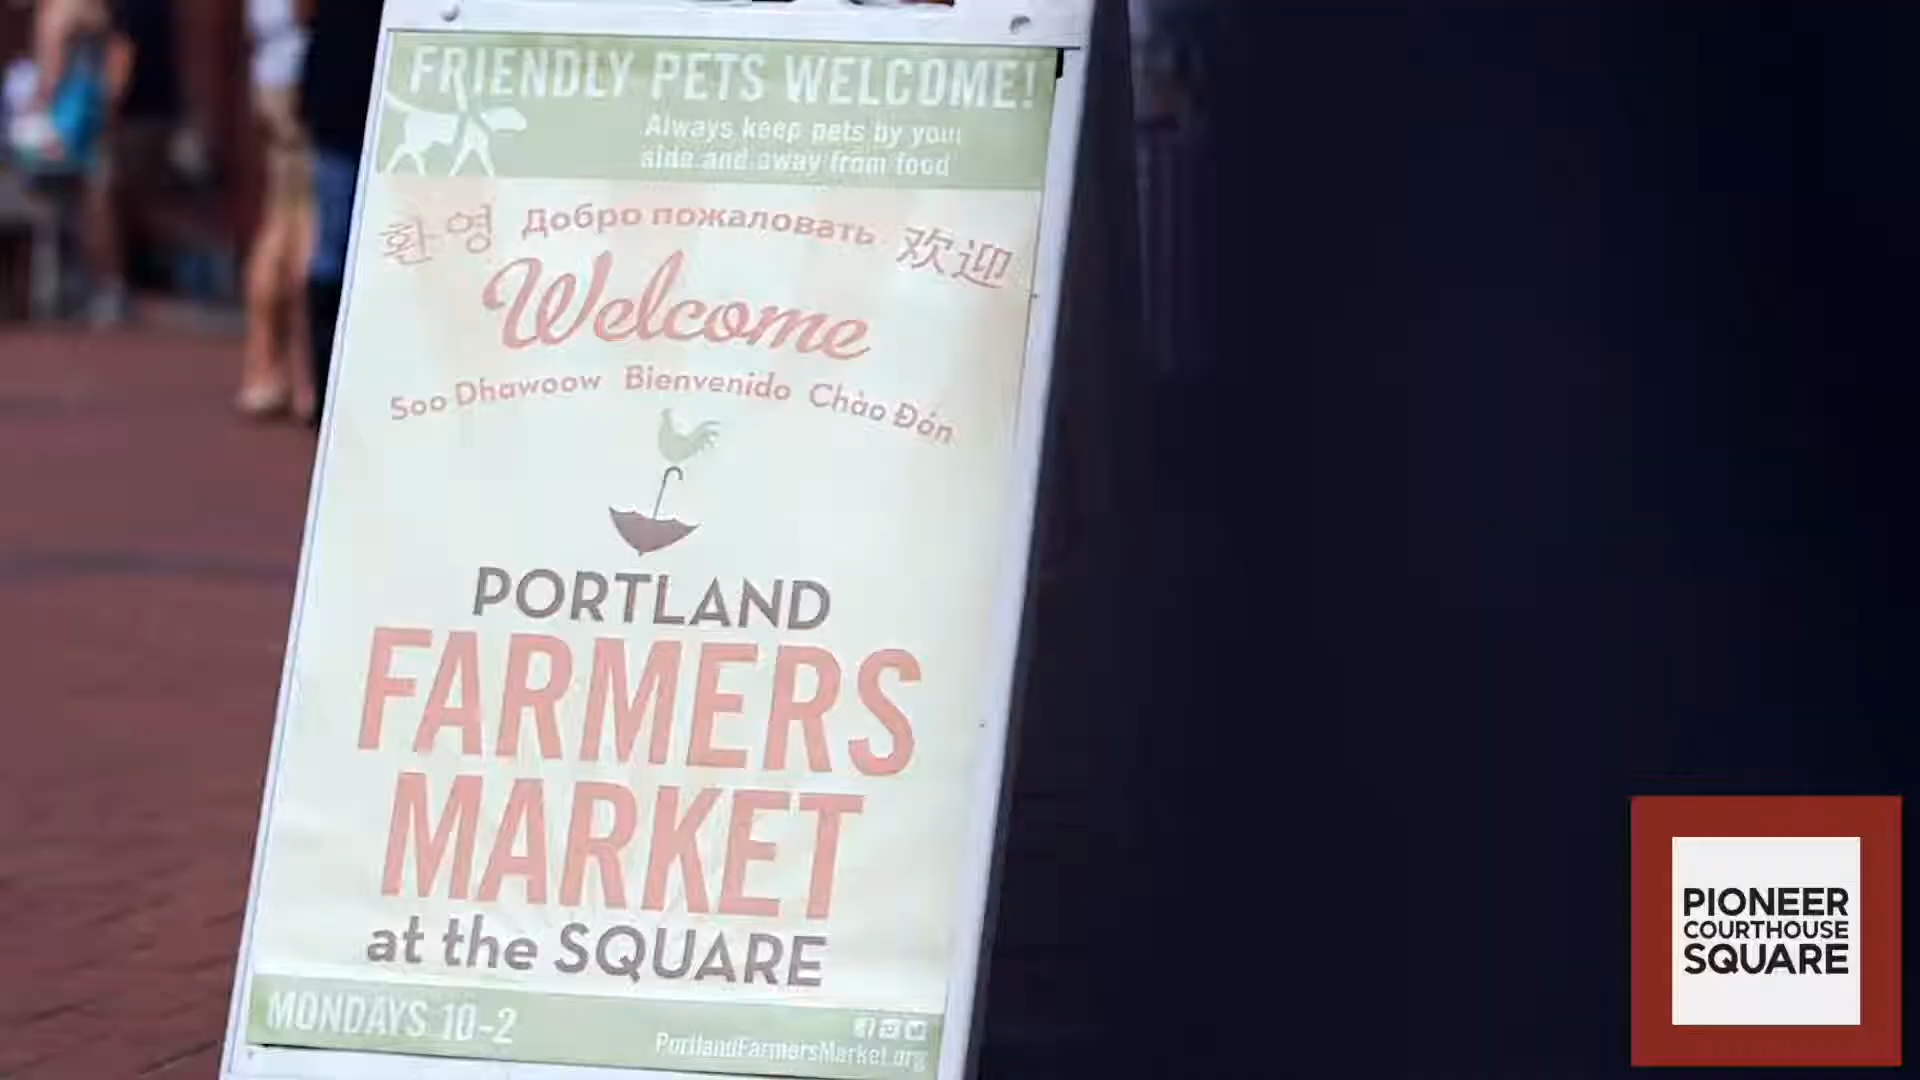 FRIENDLY PETS WELCOME!
Always keep pets by your
side and away from food
환영 Добро пожаловать 欢迎
Welcome
Soo Dhawoow Bienvenido Chào Đón
PORTLAND
FARMERS
MARKET
at the SQUARE
MONDAYS 10-2
PortlandFarmersMarket.org
PIONEER
COURTHOUSE
SQUARE